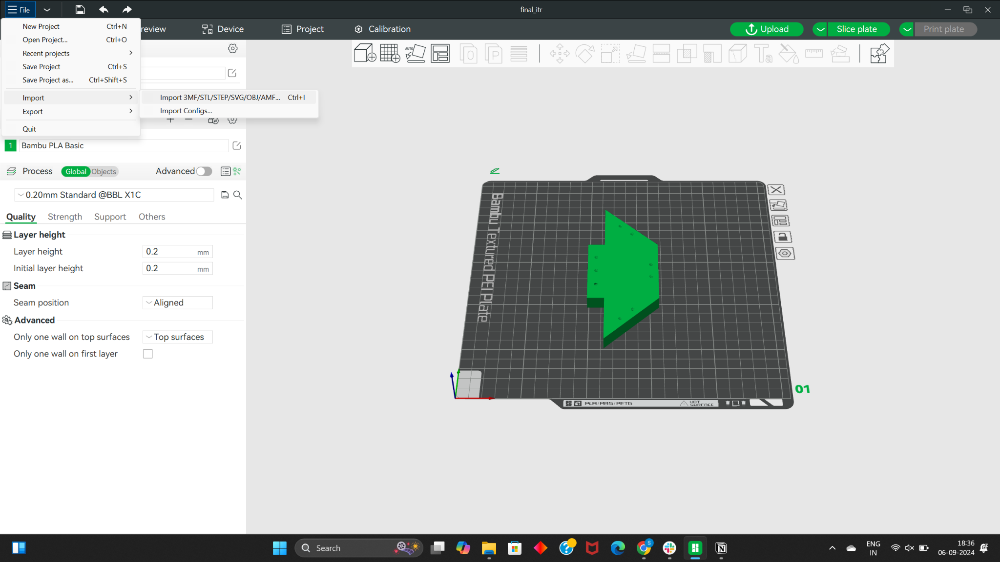 File
final_itr
New Project Ctrl+N
Open Project... Ctrl+O
Recent projects
Save Project Ctrl+S
Save Project as... Ctrl+Shift+S
Import
Export
Quit
Import 3MF/STL/STEP/SVG/OBJ/AMF... Ctrl+I
Import Configs...
review
Device
Project
Calibration
Upload
Slice plate
Print plate
AUTO
O
P
Ta
1 Bambu PLA Basic
Process Global Objects Advanced
0.20mm Standard @BBL X1C
Quality Strength Support Others
Layer height
Layer height 0.2 mm
Initial layer height 0.2 mm
Seam
Seam position Aligned
Advanced
Only one wall on top surfaces Top surfaces
Only one wall on first layer
Bambu Textured PEI Plate
01
PLA/ABS/PETG
HOT
SURFACE
Search
S
N
ENG
IN
18:36
06-09-2024